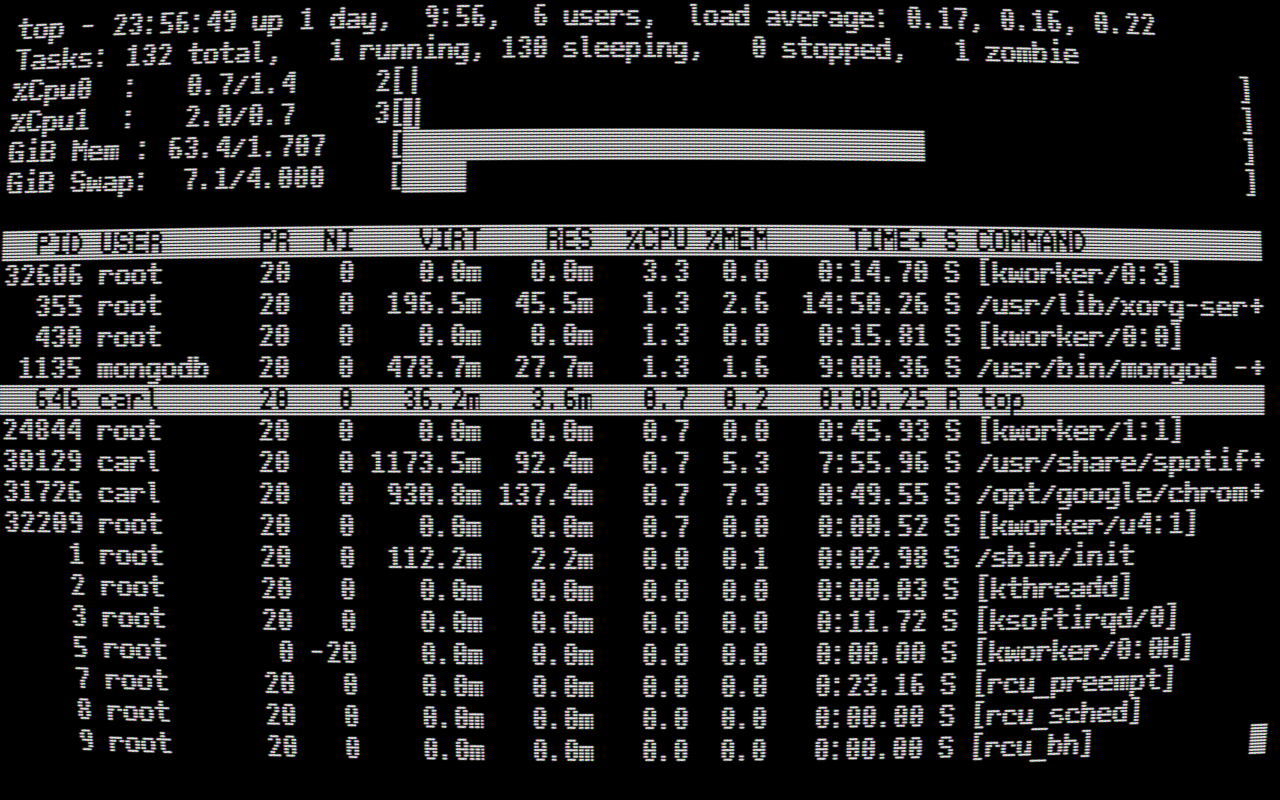 top - 23:56:49 up 1 day,  9:56,  6 users,  load average: 0.17, 0.16, 0.22
Tasks: 132 total,   1 running, 130 sleeping,   0 stopped,   1 zombie
%Cpu0  :   0.7/1.4     2[|                    ]
%Cpu1  :   2.0/0.7     3[||                   ]
GiB Mem : 63.4/1.707    [                     ]
GiB Swap:  7.1/4.000    [                     ]
PID USER      PR  NI    VIRT    RES  %CPU %MEM     TIME+ S COMMAND
32606 root      20   0    0.0m   0.0m   3.3  0.0   0:14.70 S [kworker/0:3]
355 root      20   0  196.5m  45.5m   1.3  2.6  14:50.26 S /usr/lib/xorg-ser+
430 root      20   0    0.0m   0.0m   1.3  0.0   0:15.81 S [kworker/0:0]
1135 mongodb   20   0  478.7m  27.7m   1.3  1.6   9:00.36 S /usr/bin/mongod -+
646 carl      20   0   36.2m   3.6m   0.7  0.2   0:00.25 R top
24044 root      20   0    0.0m   0.0m   0.7  0.0   0:45.93 S [kworker/1:1]
30129 carl      20   0 1173.5m  92.4m   0.7  5.3   7:55.96 S /usr/share/spotif+
31726 carl      20   0  930.8m 137.4m   0.7  7.9   0:49.55 S /opt/google/chrom+
32209 root      20   0    0.0m   0.0m   0.7  0.0   0:00.52 S [kworker/u4:1]
1 root      20   0  112.2m   2.2m   0.0  0.1   0:02.98 S /sbin/init
2 root      20   0    0.0m   0.0m   0.0  0.0   0:00.03 S [kthreadd]
3 root      20   0    0.0m   0.0m   0.0  0.0   0:11.72 S [ksoftirqd/0]
5 root       0 -20    0.0m   0.0m   0.0  0.0   0:00.00 S [kworker/0:0H]
7 root      20   0    0.0m   0.0m   0.0  0.0   0:23.16 S [rcu_preempt]
8 root      20   0    0.0m   0.0m   0.0  0.0   0:00.00 S [rcu_sched]
9 root      20   0    0.0m   0.0m   0.0  0.0   0:00.00 S [rcu_bh]